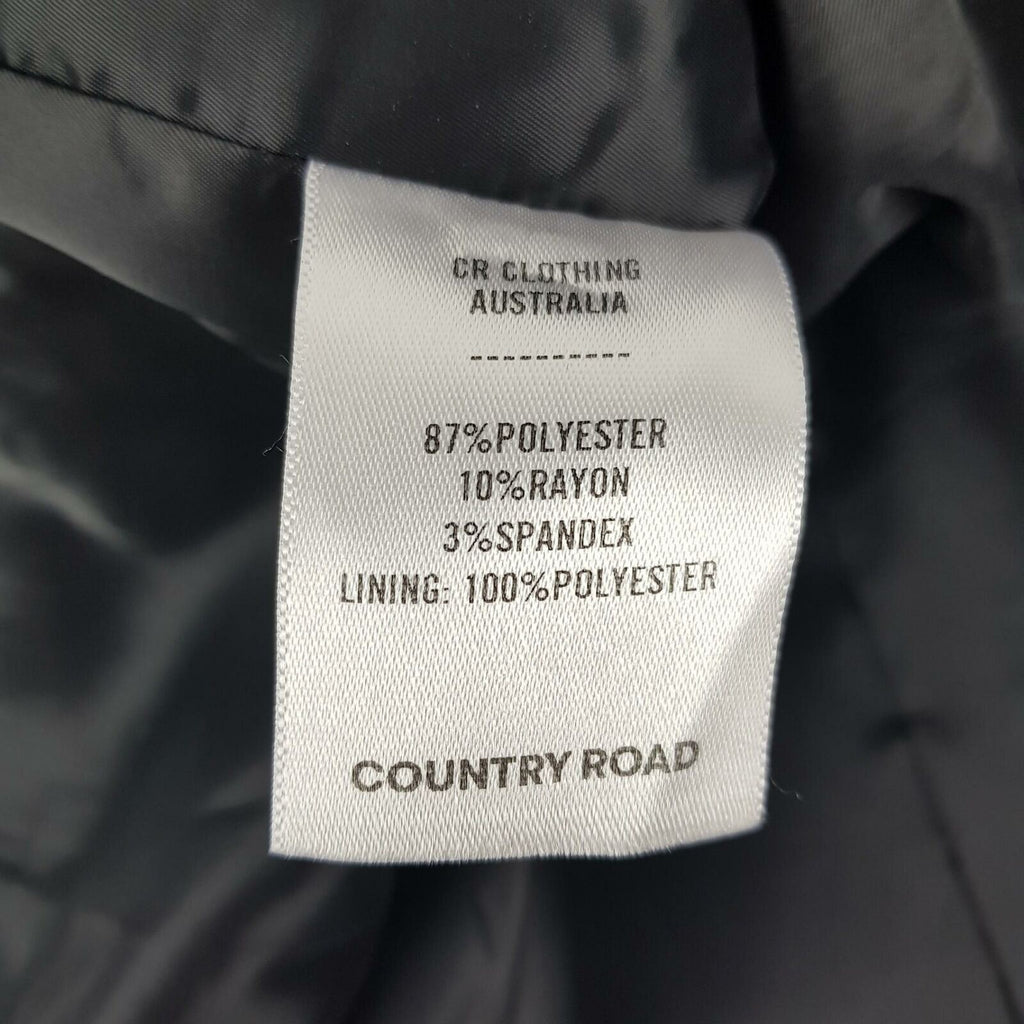 CR CLOTHING
AUSTRALIA
----------
87%POLYESTER
10%RAYON
3%SPANDEX
LINING: 100%POLYESTER
COUNTRY ROAD